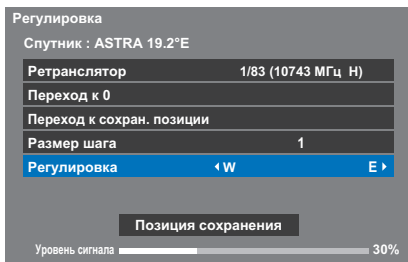 Регулировка
Спутник : ASTRA 19.2°E
Ретранслятор 1/83 (10743 МГц H)
Переход к 0
Переход к сохран. позиции
Размер шага 1
Регулировка W E
Позиция сохранения
Уровень сигнала 30%